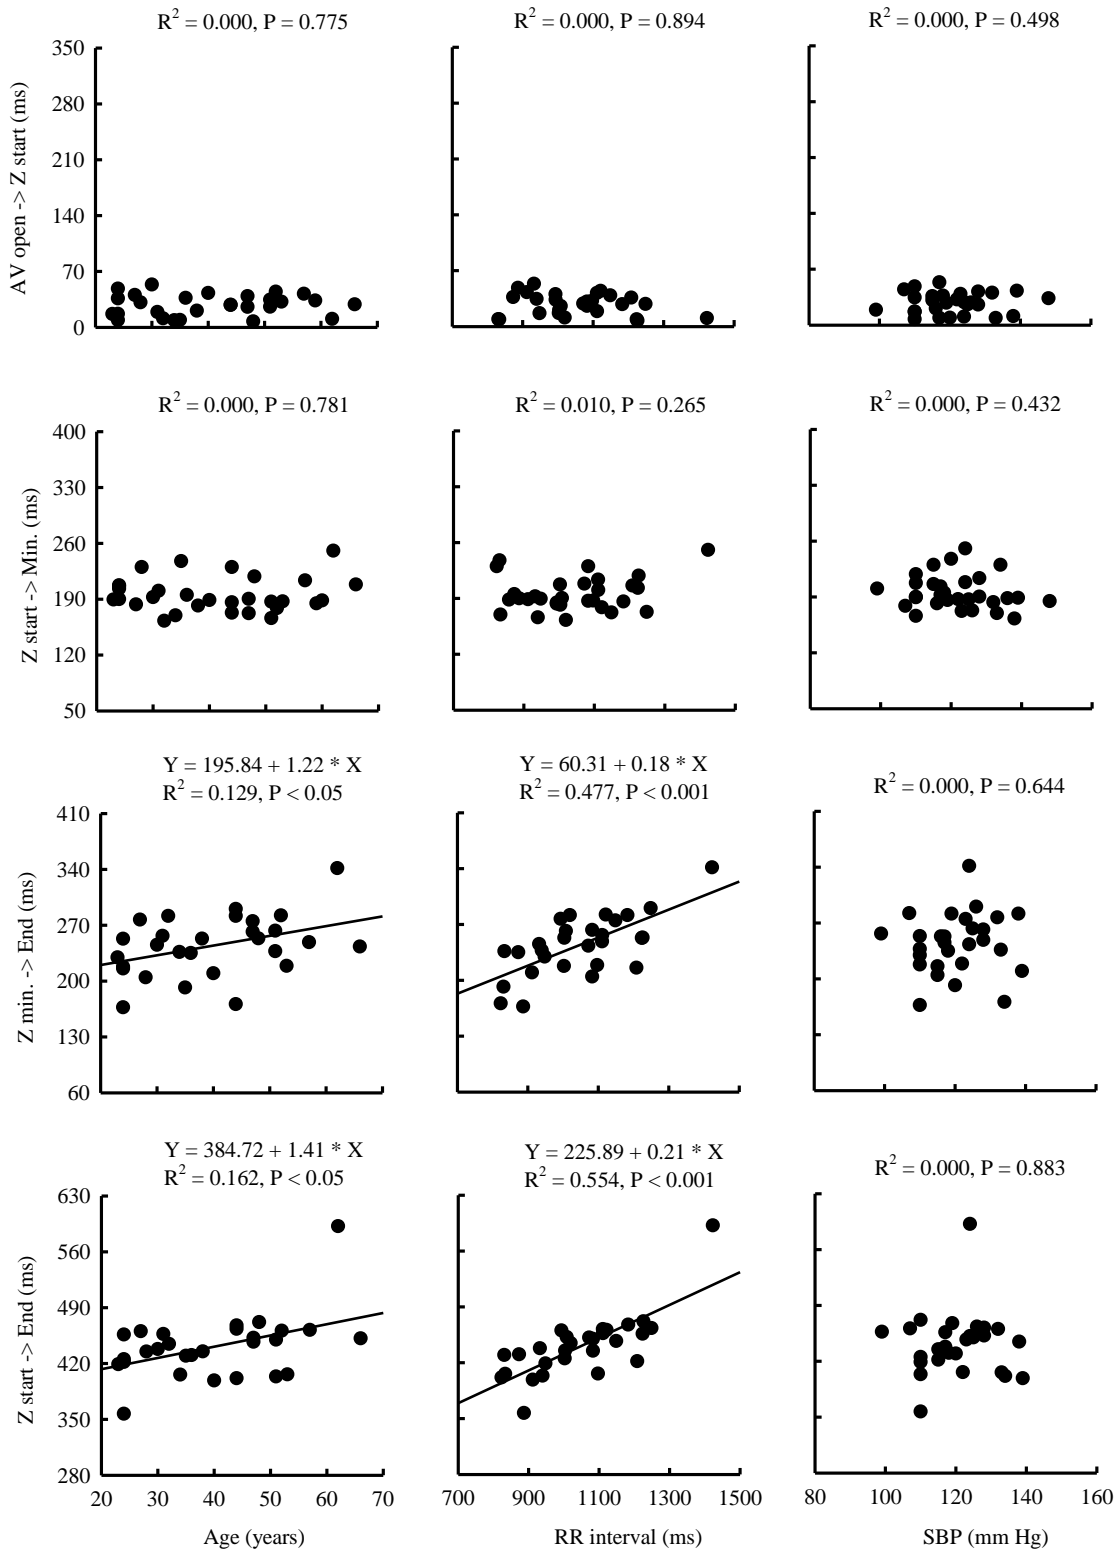 R² = 0.000, P = 0.775
R² = 0.000, P = 0.894
R² = 0.000, P = 0.498
AV open -> Z start (ms)
350
280
210
140
70
0
R² = 0.000, P = 0.781
R² = 0.010, P = 0.265
R² = 0.000, P = 0.432
Z start -> Min. (ms)
400
330
260
190
120
50
Y = 195.84 + 1.22 * X
R² = 0.129, P < 0.05
Y = 60.31 + 0.18 * X
R² = 0.477, P < 0.001
R² = 0.000, P = 0.644
Z min. -> End (ms)
410
340
270
200
130
60
Y = 384.72 + 1.41 * X
R² = 0.162, P < 0.05
Y = 225.89 + 0.21 * X
R² = 0.554, P < 0.001
R² = 0.000, P = 0.883
Z start -> End (ms)
630
560
490
420
350
280
20 30 40 50 60 70
700 900 1100 1300 1500
80 100 120 140 160
Age (years)
RR interval (ms)
SBP (mm Hg)